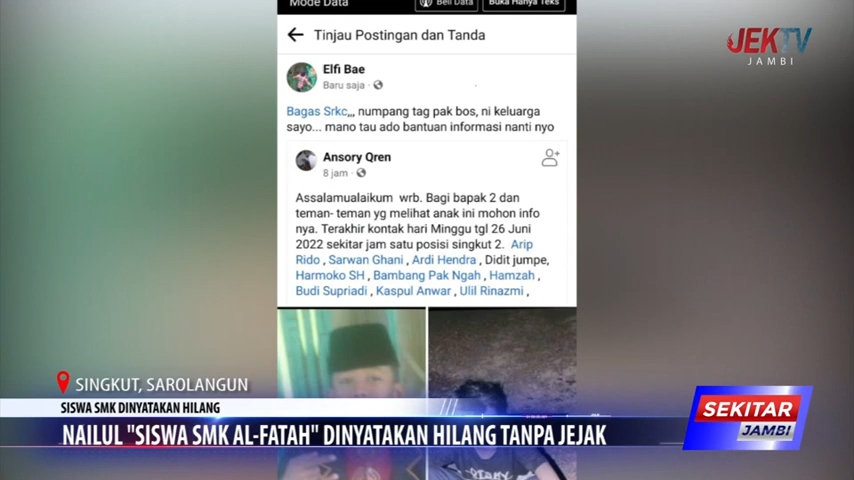 Mode Data
Beli Data
Buka Hanya Teks
Tinjau Postingan dan Tanda
JEKTV
JAMBI
Elfi Bae
Baru saja ·
Bagas Srkc,,, numpang tag pak bos, ni keluarga
sayo... mano tau ado bantuan informasi nanti nyo
Ansory Qren
8 jam ·
Assalamualaikum wrb. Bagi bapak 2 dan
teman- teman yg melihat anak ini mohon info
nya. Terakhir kontak hari Minggu tgl 26 Juni
2022 sekitar jam satu posisi singkut 2. Arip
Rido , Sarwan Ghani , Ardi Hendra , Didit jumpe,
Harmoko SH , Bambang Pak Ngah , Hamzah ,
Budi Supriadi , Kaspul Anwar , Ulil Rinazmi ,
SINGKUT, SAROLANGUN
SISWA SMK DINYATAKAN HILANG
NAILUL "SISWA SMK AL-FATAH" DINYATAKAN HILANG TANPA JEJAK
SEKITAR
JAMBI